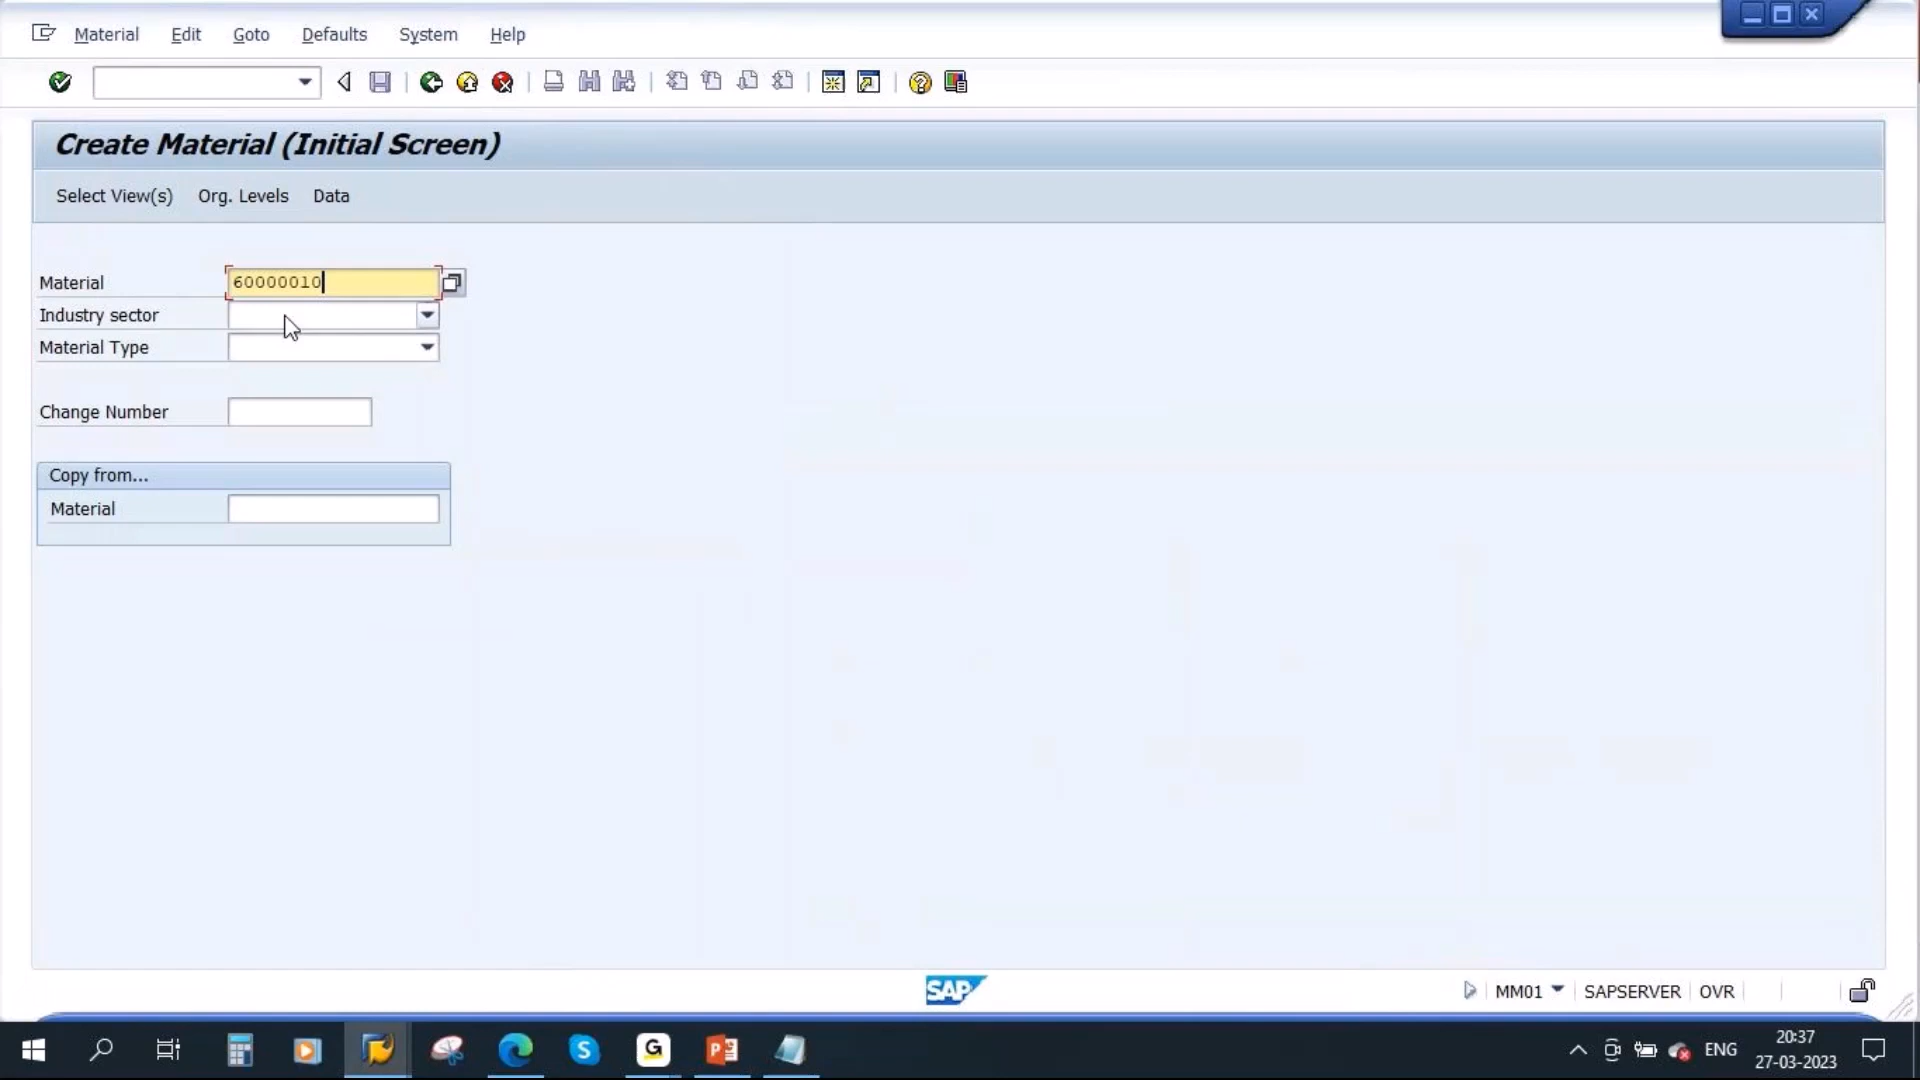 Material Edit Goto Defaults System Help
Create Material (Initial Screen)
Select View(s) Org. Levels Data
Material 60000010
Industry sector
Material Type
Change Number
Copy from...
Material
SAP MM01 SAPSERVER OVR
G P ENG 20:37
27-03-2023